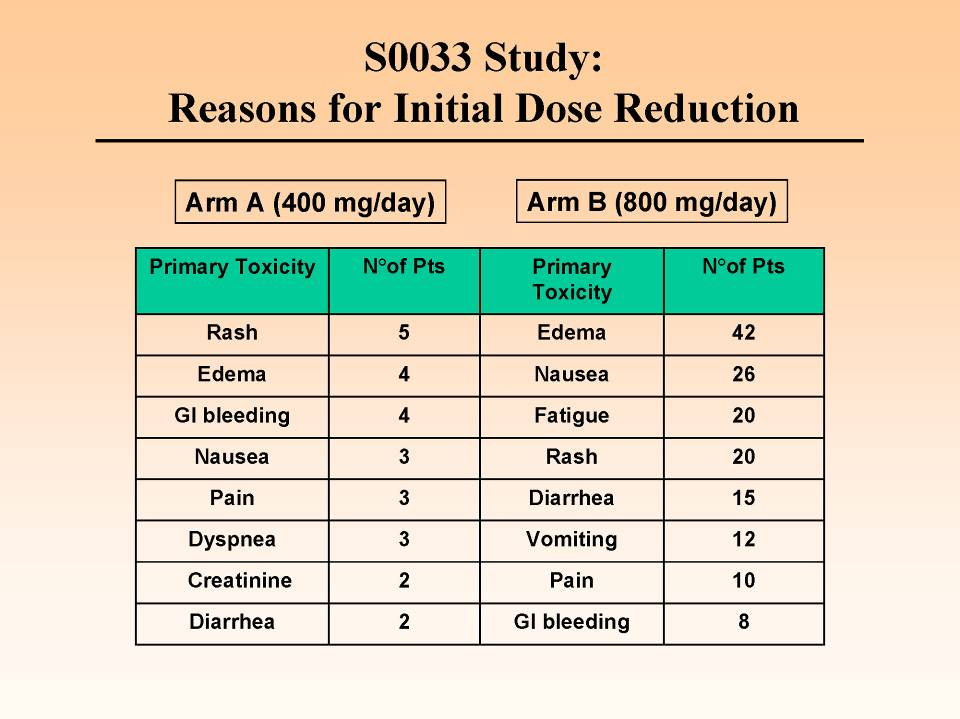 S0033 Study:
Reasons for Initial Dose Reduction
Arm A (400 mg/day) Arm B (800 mg/day)
Primary Toxicity N°of Pts Primary Toxicity N°of Pts
Rash 5 Edema 42
Edema 4 Nausea 26
GI bleeding 4 Fatigue 20
Nausea 3 Rash 20
Pain 3 Diarrhea 15
Dyspnea 3 Vomiting 12
Creatinine 2 Pain 10
Diarrhea 2 GI bleeding 8